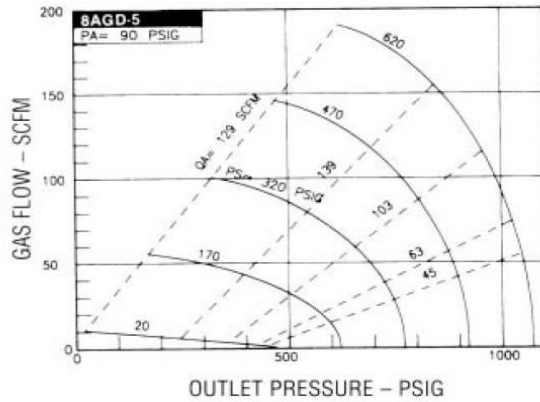 8AGD-5
PA= 90 PSIG
200
150
100
50
0
GAS FLOW – SCFM
620
470
QA= 129 SCFM
139
PS= 320 PSIG
103
170
63
45
20
0
500
1000
OUTLET PRESSURE – PSIG